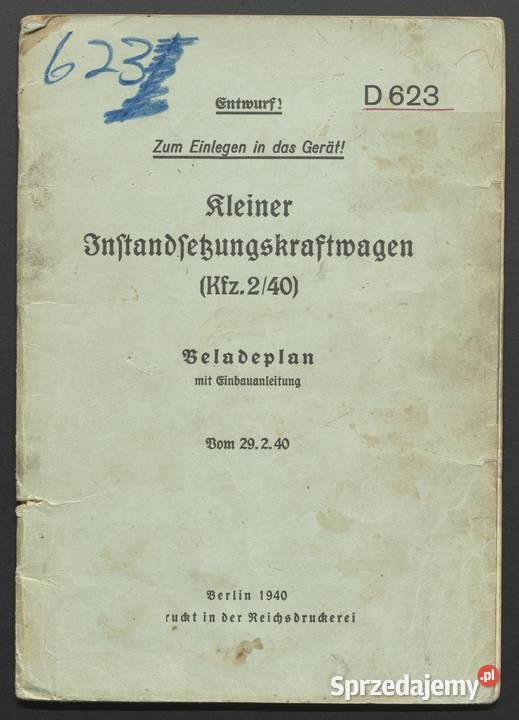 623
Entwurf!
D 623
Zum Einlegen in das Gerät!
Kleiner
Instandsetzungskraftwagen
(Kfz. 2/40)
Beladeplan
mit Einbauanleitung
Vom 29. 2. 40
Berlin 1940
ruckt in der Reichsdruckerei
Sprzedajemy.pl